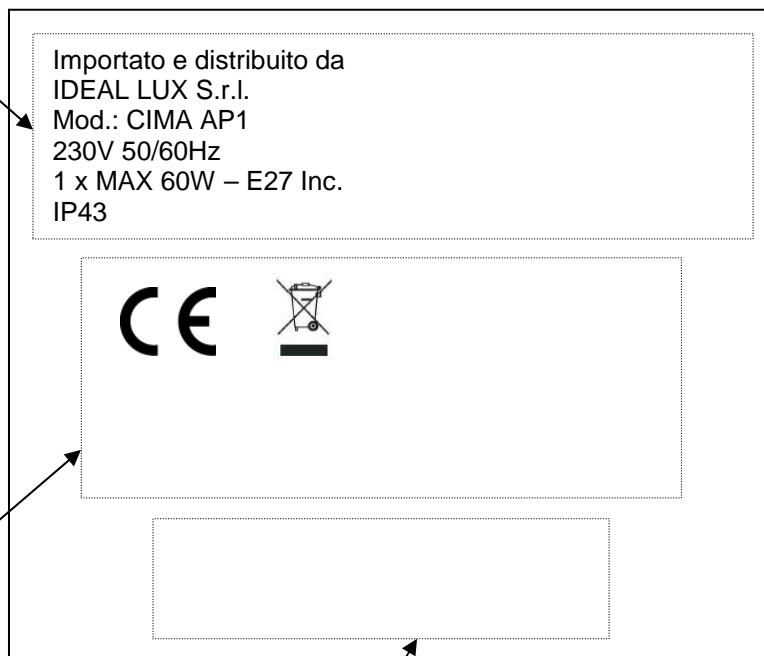 Importato e distribuito da
IDEAL LUX S.r.l.
Mod.: CIMA AP1
230V 50/60Hz
1 x MAX 60W – E27 Inc.
IP43
CE